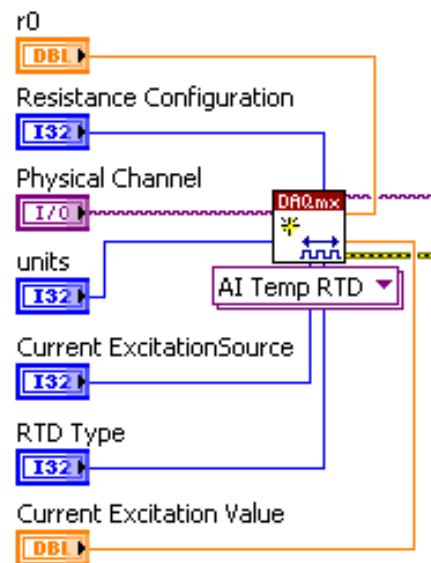 r0
DBL
Resistance Configuration
I32
Physical Channel
I/O
DAQmx
units
I32
AI Temp RTD
Current ExcitationSource
I32
RTD Type
I32
Current Excitation Value
DBL